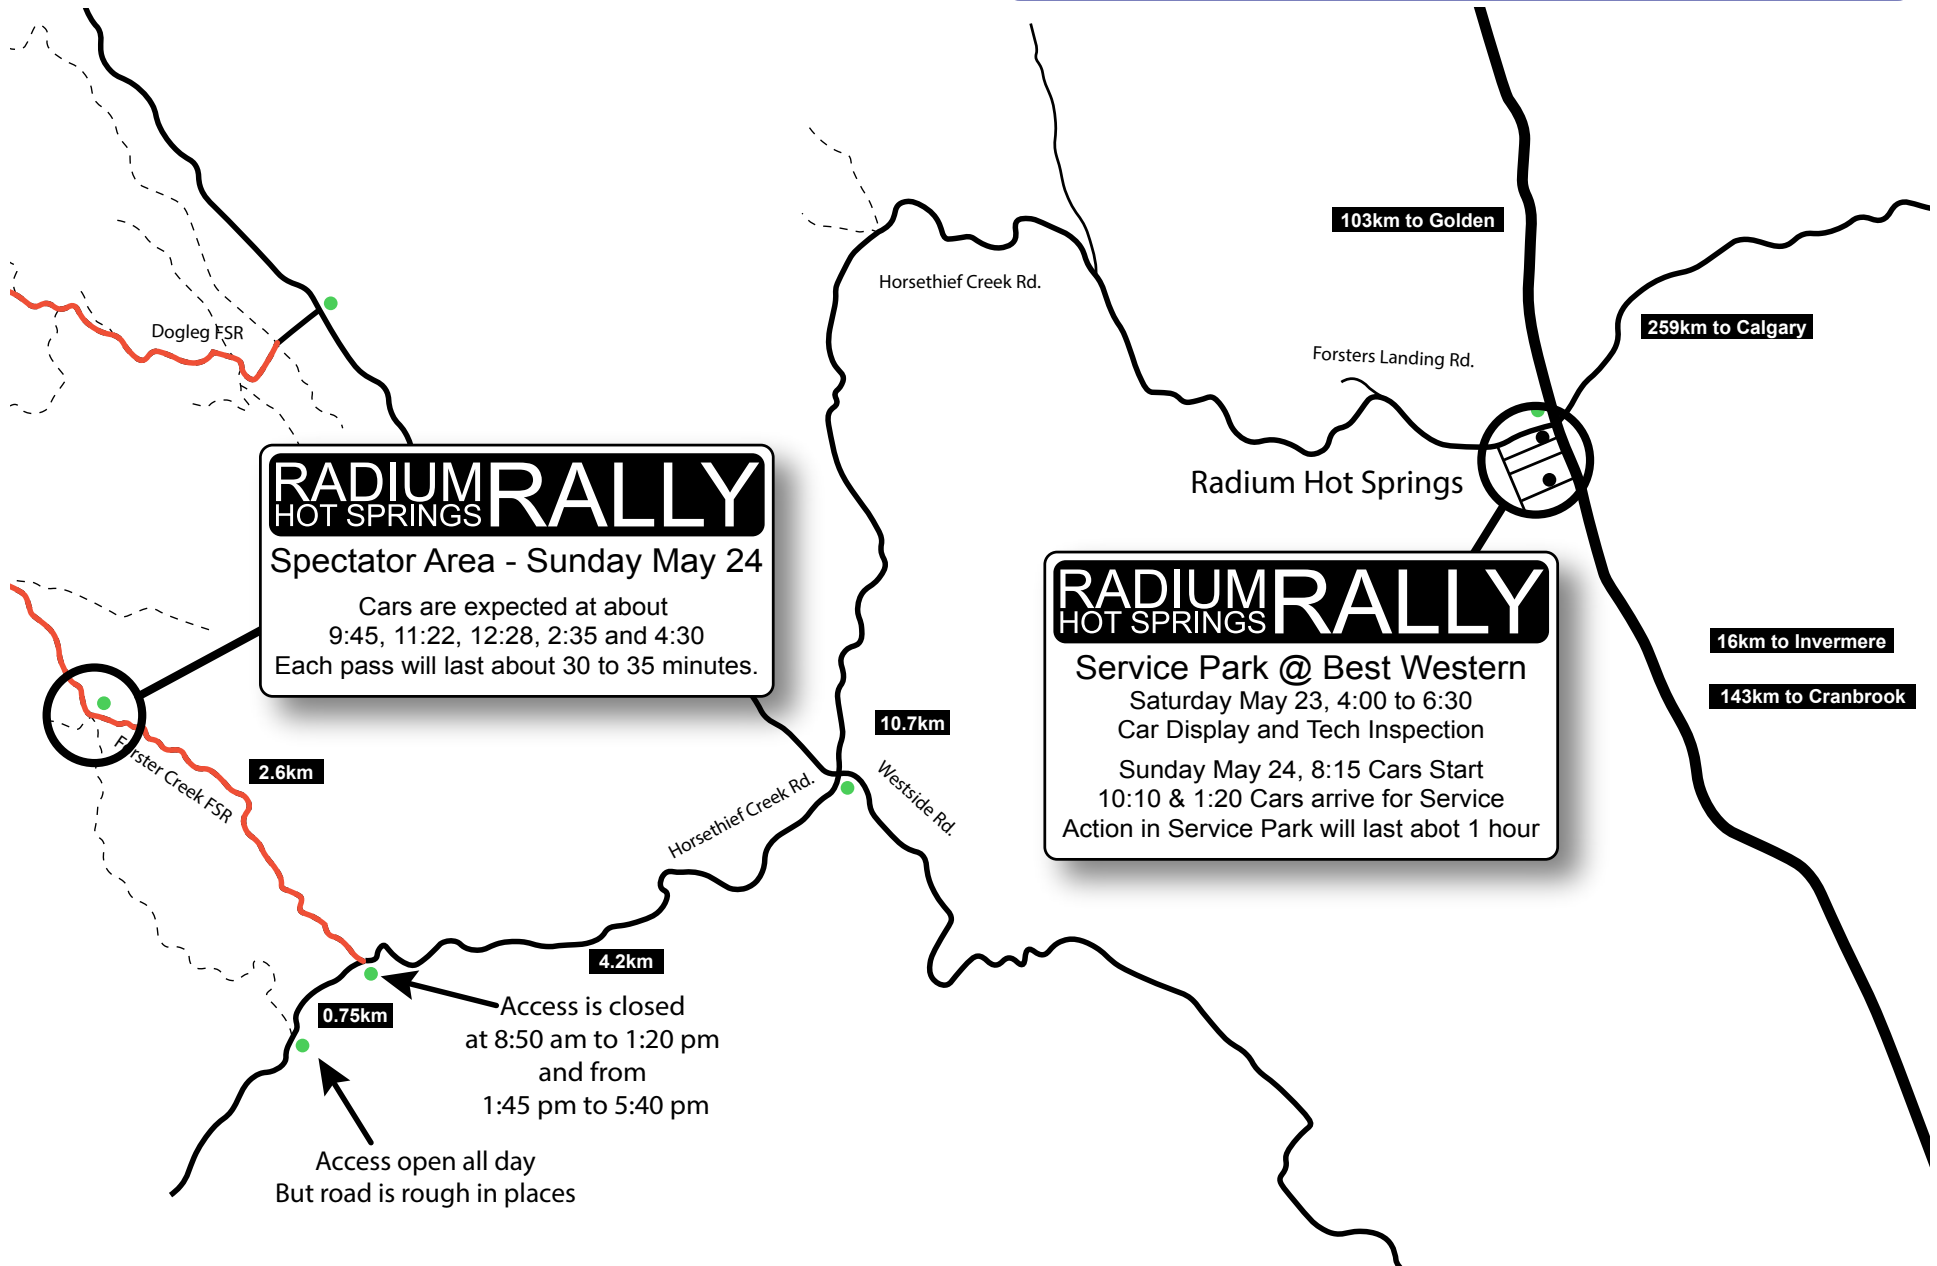 103km to Golden
Horsethief Creek Rd.
259km to Calgary
Dogleg FSR
Forsters Landing Rd.
Radium Hot Springs
RADIUM
HOT SPRINGS
RALLY
Spectator Area - Sunday May 24
Cars are expected at about
9:45, 11:22, 12:28, 2:35 and 4:30
Each pass will last about 30 to 35 minutes.
RADIUM
HOT SPRINGS
RALLY
Service Park @ Best Western
Saturday May 23, 4:00 to 6:30
Car Display and Tech Inspection
Sunday May 24, 8:15 Cars Start
10:10 & 1:20 Cars arrive for Service
Action in Service Park will last abot 1 hour
16km to Invermere
143km to Cranbrook
10.7km
Westside Rd.
2.6km
Forster Creek FSR
Horsethief Creek Rd.
4.2km
0.75km
Access is closed
at 8:50 am to 1:20 pm
and from
1:45 pm to 5:40 pm
Access open all day
But road is rough in places